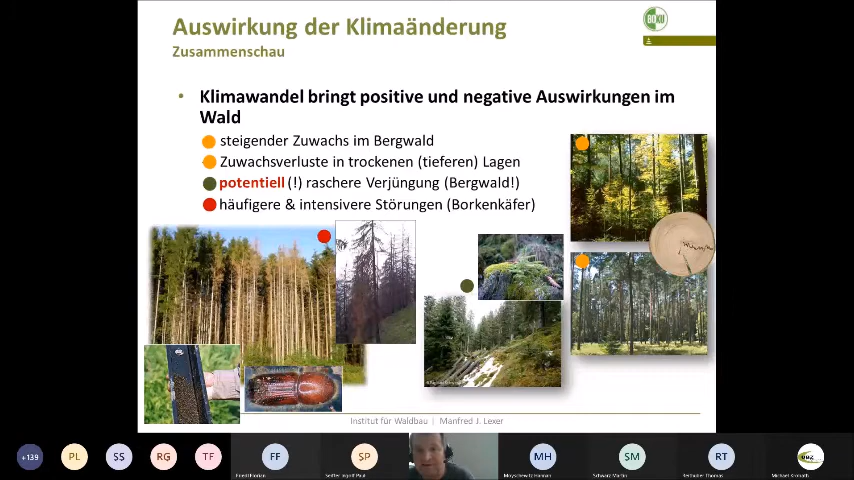 Auswirkung der Klimaänderung
Zusammenschau
BOKU
• Klimawandel bringt positive und negative Auswirkungen im
Wald
steigender Zuwachs im Bergwald
Zuwachsverluste in trockenen (tieferen) Lagen
potentiell (!) raschere Verjüngung (Bergwald!)
häufigere & intensivere Störungen (Borkenkäfer)
Institut für Waldbau | Manfred J. Lexer
+139
PL
SS
RG
TF
FF
SP
MH
SM
RT
Schwarz Martin